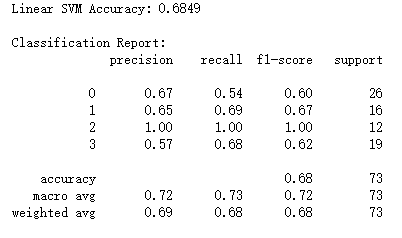 Linear SVM Accuracy: 0.6849
Classification Report:
precision recall f1-score support
0 0.67 0.54 0.60 26
1 0.65 0.69 0.67 16
2 1.00 1.00 1.00 12
3 0.57 0.68 0.62 19
accuracy 0.68 73
macro avg 0.72 0.73 0.72 73
weighted avg 0.69 0.68 0.68 73